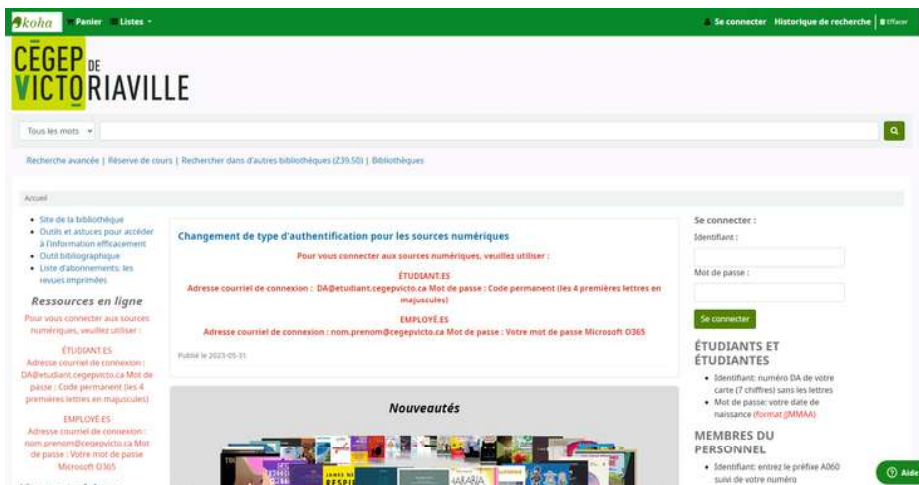 koha Panier Listes Se connecter Historique de recherche Effacer
CÉGEP DE
VICTORIAVILLE
Tous les mots
Recherche avancée | Réserve de cours | Rechercher dans d'autres bibliothèques (Z39.50) | Bibliothèques
Accueil
Site de la bibliothèque
Outils et astuces pour accéder
à l'information efficacement
Outil bibliographique
Liste d'abonnements: les
revues imprimées
Ressources en ligne
Pour vous connecter aux sources
numériques, veuillez utiliser :
ÉTUDIANT.ES
Adresse courriel de connexion :
DA@etudiant.cegepvicto.ca Mot de
passe : Code permanent (les 4
premières lettres en majuscules)
EMPLOYÉ.ES
Adresse courriel de connexion :
nom.prenom@cegepvicto.ca Mot
de passe : Votre mot de passe
Microsoft O365
Changement de type d'authentification pour les sources numériques
Pour vous connecter aux sources numériques, veuillez utiliser :
ÉTUDIANT.ES
Adresse courriel de connexion : DA@etudiant.cegepvicto.ca Mot de passe : Code permanent (les 4 premières lettres en
majuscules)
EMPLOYÉ.ES
Adresse courriel de connexion : nom.prenom@cegepvicto.ca Mot de passe : Votre mot de passe Microsoft O365
Publié le 2023-05-31
Nouveautés
Se connecter :
Identifiant :
Mot de passe :
Se connecter
ÉTUDIANTS ET
ÉTUDIANTES
Identifiant: numéro DA de votre
carte (7 chiffres) sans les lettres
Mot de passe: votre date de
naissance (format JJMMAA)
MEMBRES DU
PERSONNEL
Identifiant: entrez le préfixe A060
suivi de votre numéro
Aide